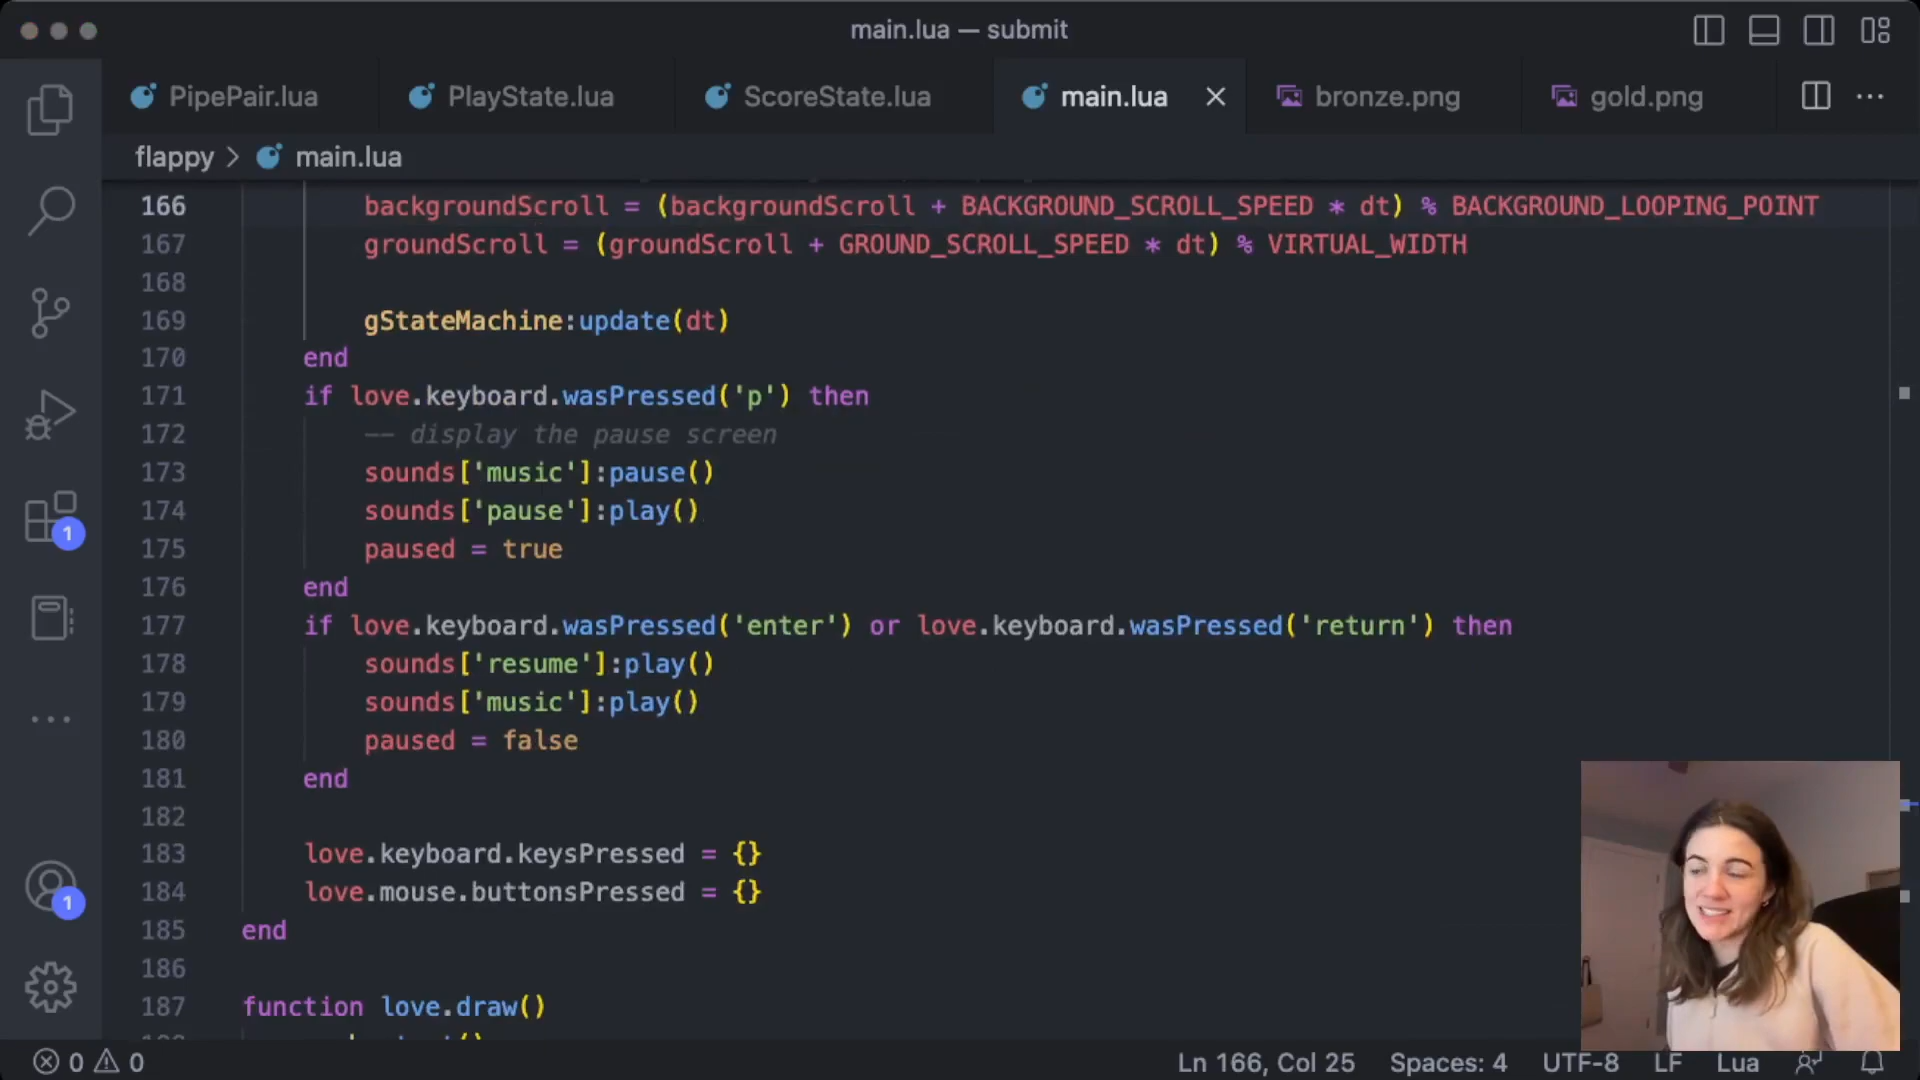 main.lua — submit
PipePair.lua
PlayState.lua
ScoreState.lua
main.lua
bronze.png
gold.png
flappy > main.lua
166 backgroundScroll = (backgroundScroll + BACKGROUND_SCROLL_SPEED * dt) % BACKGROUND_LOOPING_POINT
167 groundScroll = (groundScroll + GROUND_SCROLL_SPEED * dt) % VIRTUAL_WIDTH
168
169 gStateMachine:update(dt)
170 end
171 if love.keyboard.wasPressed('p') then
172 -- display the pause screen
173 sounds['music']:pause()
174 sounds['pause']:play()
175 paused = true
176 end
177 if love.keyboard.wasPressed('enter') or love.keyboard.wasPressed('return') then
178 sounds['resume']:play()
179 sounds['music']:play()
180 paused = false
181 end
182
183 love.keyboard.keysPressed = {}
184 love.mouse.buttonsPressed = {}
185 end
186
187 function love.draw()
1
1
0 0
Ln 166, Col 25
Spaces: 4
UTF-8
LF
Lua